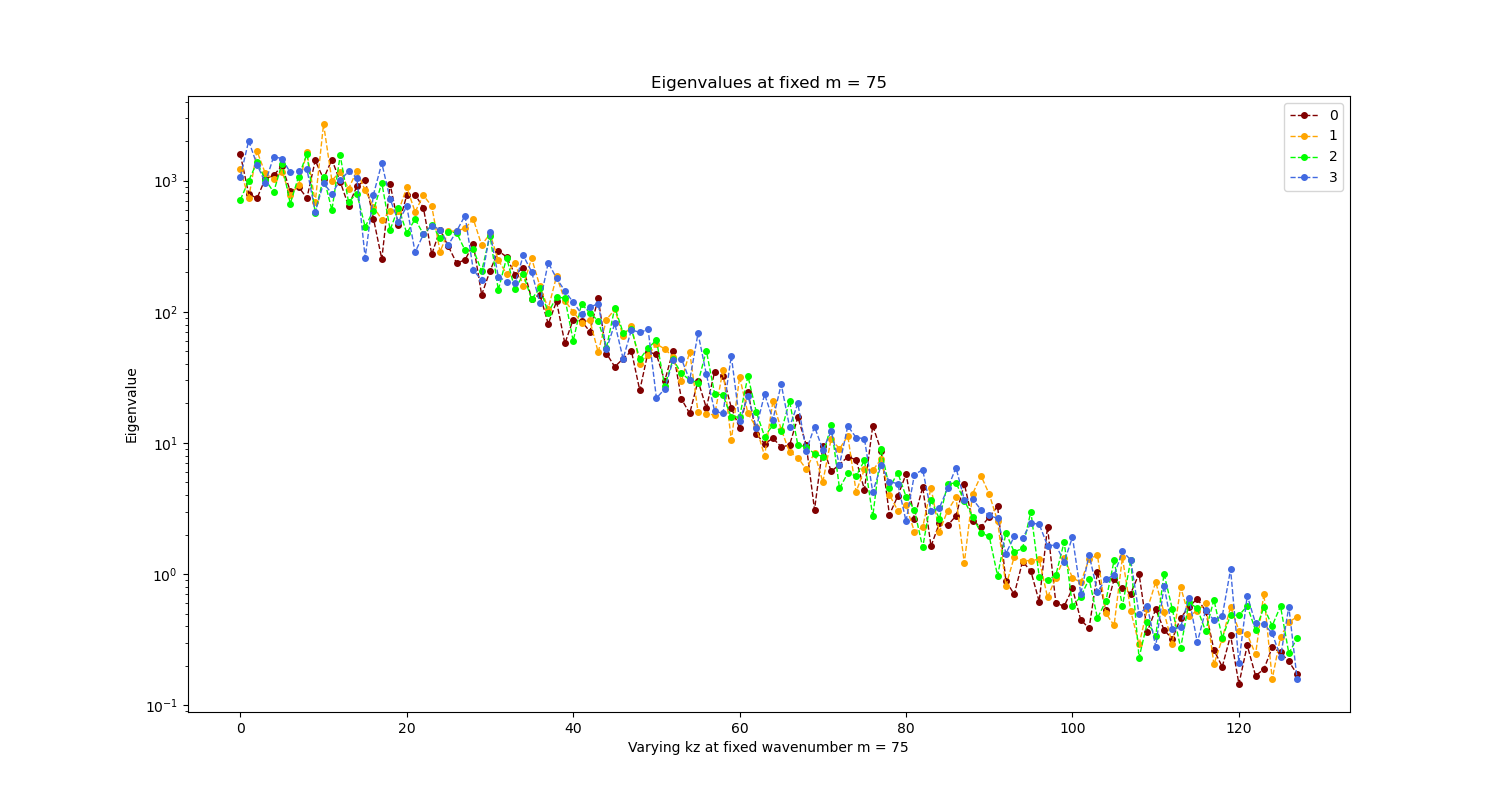 Eigenvalues at fixed m = 75
0
1
2
3
Eigenvalue
10³
10²
10¹
10⁰
10⁻¹
0 20 40 60 80 100 120
Varying kz at fixed wavenumber m = 75